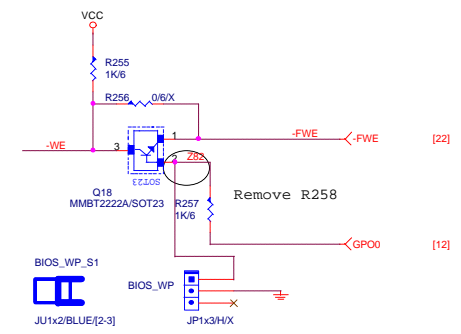 VCC
R255
1K/6
R256 0/6/X
-WE 3 1 -FWE -FWE [22]
2 Z82
SOT23
Q18
MMBT2222A/SOT23
R257
1K/6
Remove R258
GPO0 [12]
BIOS_WP_S1
BIOS_WP
JU1x2/BLUE/[2-3]
JP1x3/H/X